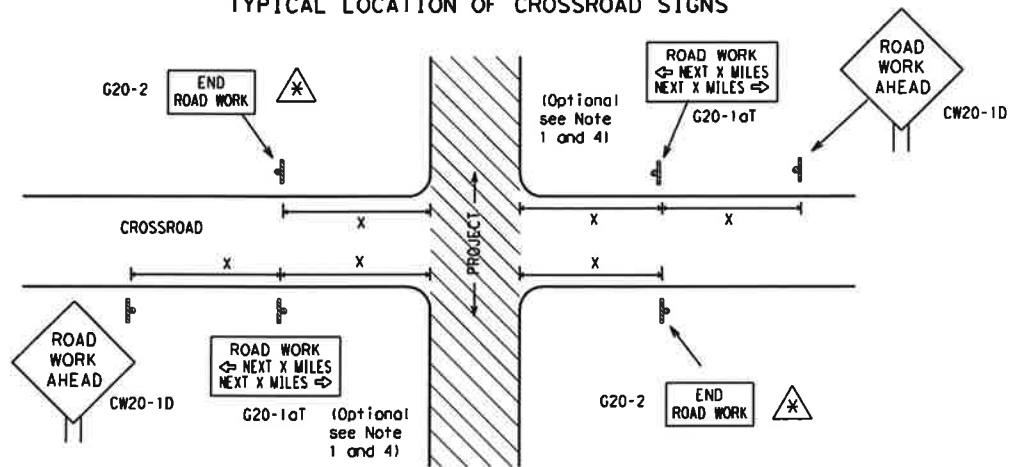 TYPICAL LOCATION OF CROSSROAD SIGNS
G20-2
END
ROAD WORK
(Optional
see Note
1 and 4)
ROAD WORK
⇦ NEXT X MILES
NEXT X MILES ⇨
G20-1aT
ROAD
WORK
AHEAD
CW20-1D
X
X
X
CROSSROAD
PROJECT
X
X
X
ROAD
WORK
AHEAD
CW20-1D
ROAD WORK
⇦ NEXT X MILES
NEXT X MILES ⇨
G20-1aT
(Optional
see Note
1 and 4)
G20-2
END
ROAD WORK